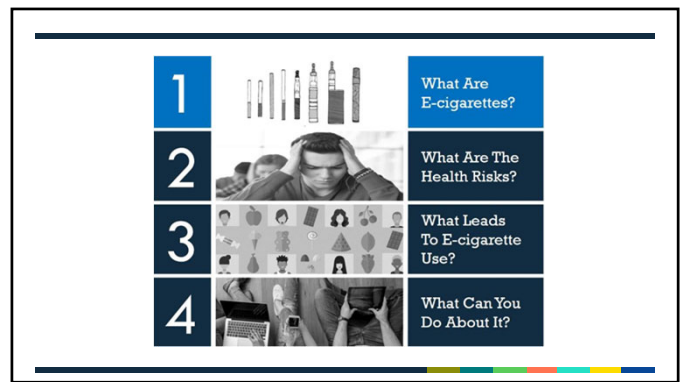 1
What Are
E-cigarettes?
2
What Are The
Health Risks?
3
What Leads
To E-cigarette
Use?
4
What Can You
Do About It?